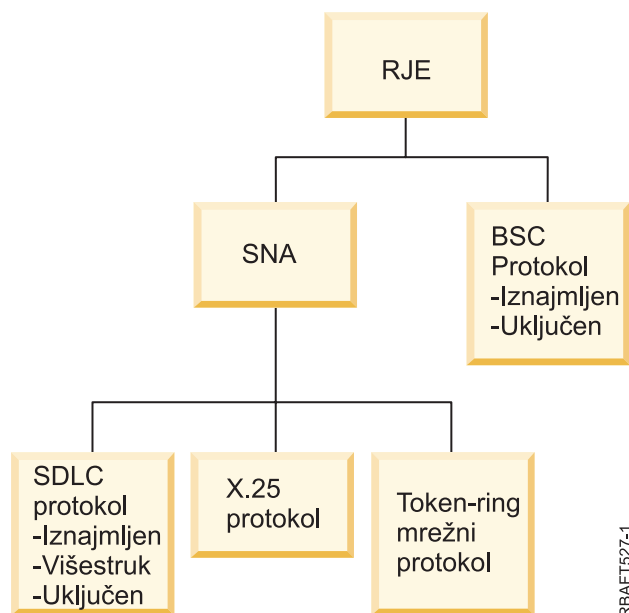 RJE
SNA
BSC
Protokol
-Iznajmljen
-Uključen
SDLC
protokol
-Iznajmljen
-Višestruk
-Uključen
X.25
protokol
Token-ring
mrežni
protokol
RBAFT527-1